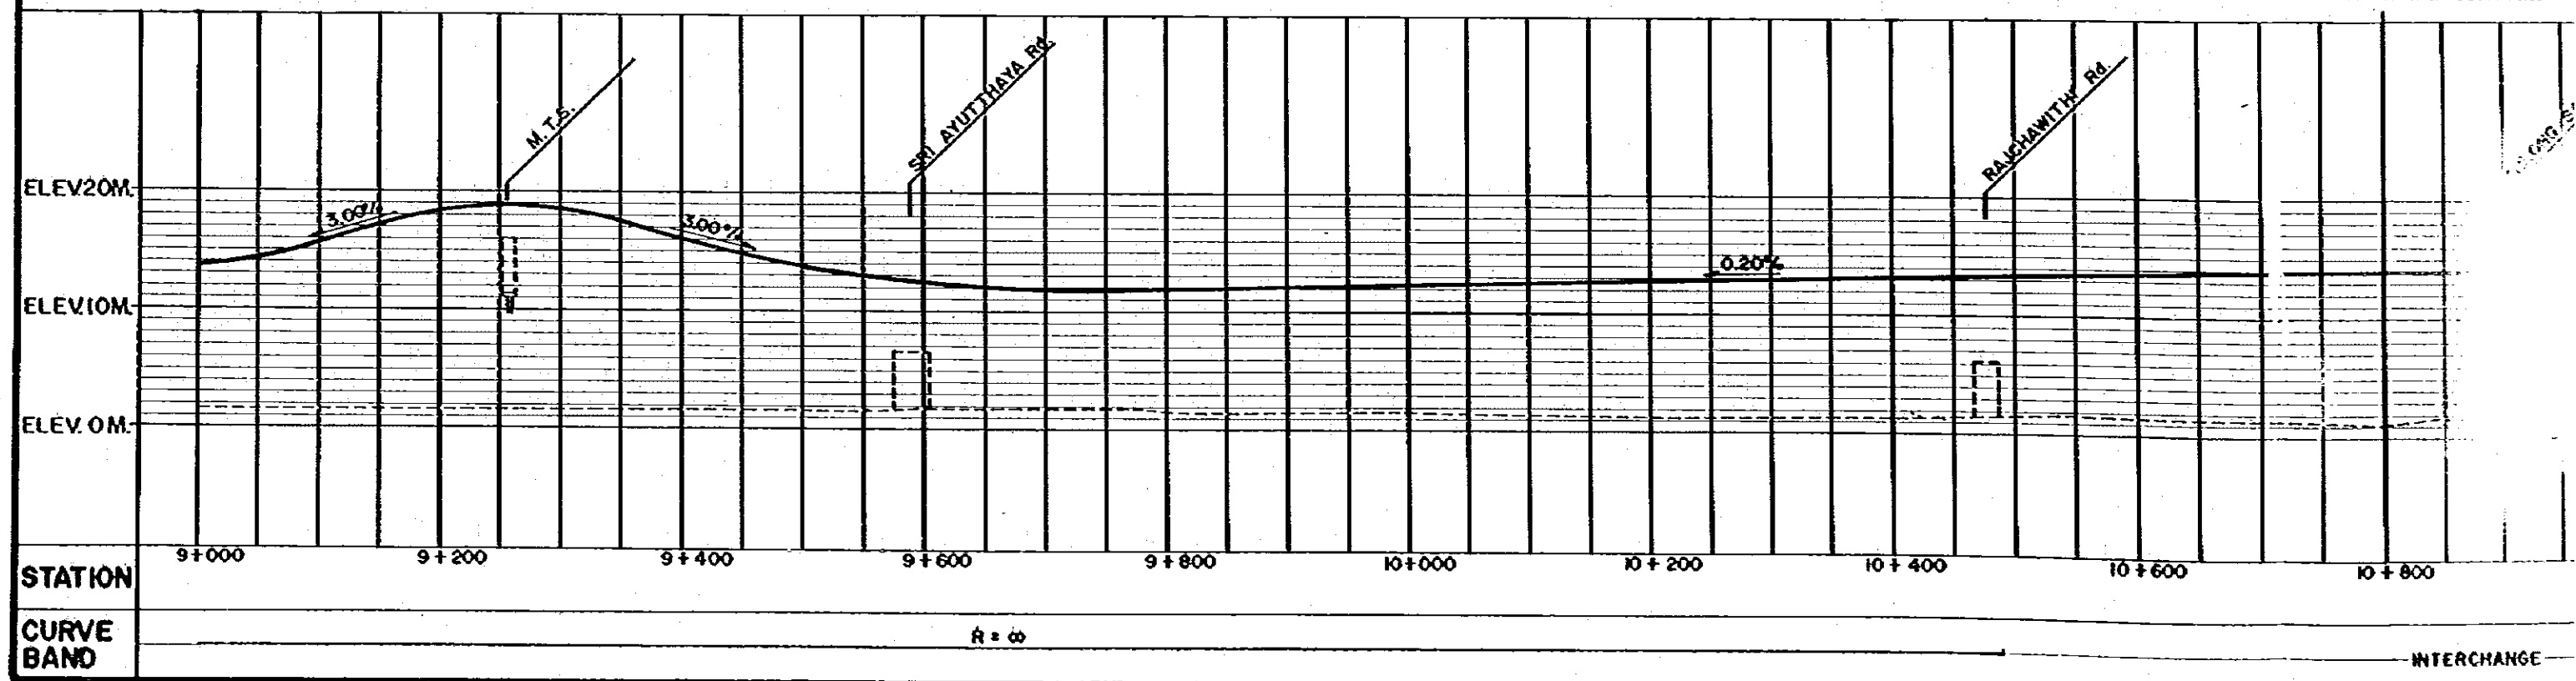 M.T.S.
SRI AYUTTHAYA Rd.
RAJCHAWITHI Rd.
ELEV.20M.
3.00%
3.00%
0.20%
ELEV.10M.
ELEV. 0 M.
9+000 9+200 9+400 9+600 9+800 10+000 10+200 10+400 10+600 10+800
STATION
CURVE
BAND
R = ∞
INTERCHANGE